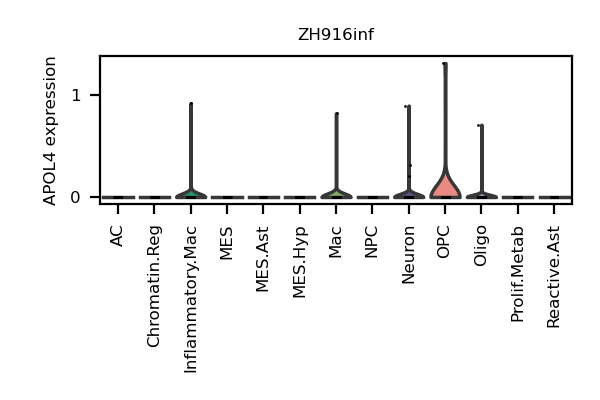 ZH916inf
APOL4 expression
1
0
AC
Chromatin.Reg
Inflammatory.Mac
MES
MES.Ast
MES.Hyp
Mac
NPC
Neuron
OPC
Oligo
Prolif.Metab
Reactive.Ast